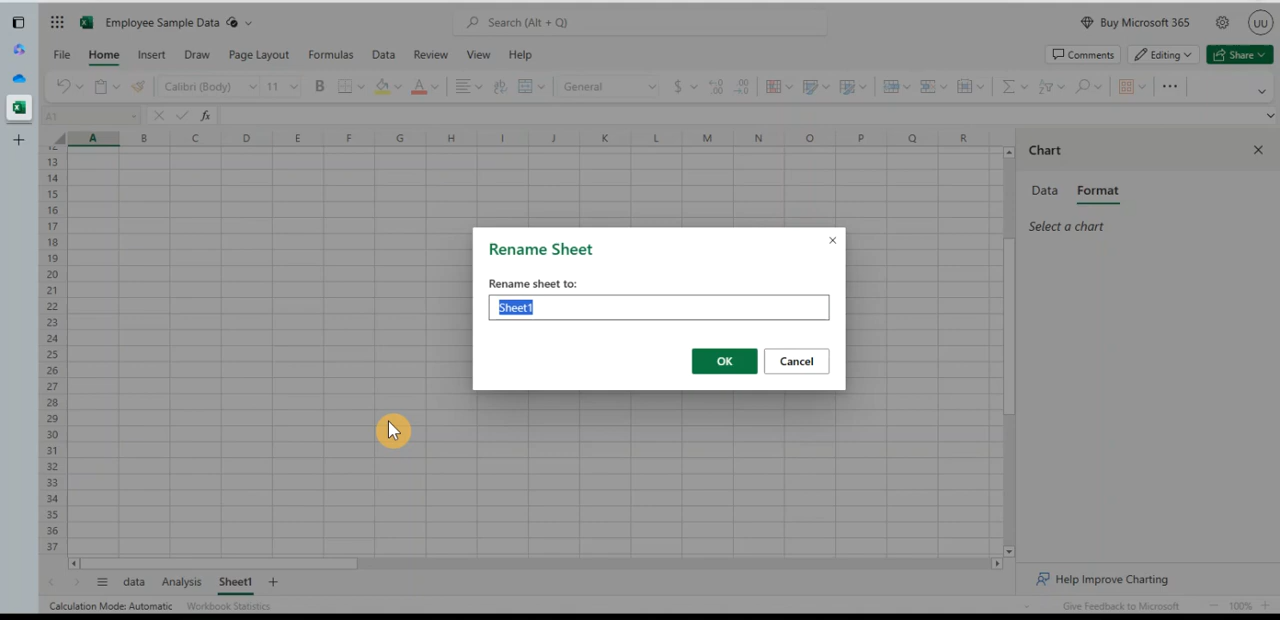 Employee Sample Data
Search (Alt + Q)
Buy Microsoft 365
UU
File Home Insert Draw Page Layout Formulas Data Review View Help
Comments Editing Share
Calibri (Body) 11 B A General $
A1 fx
A B C D E F G H I J K L M N O P Q R
13
14
15
16
17
18
19
20
21
22
23
24
25
26
27
28
29
30
31
32
33
34
35
36
37
Chart
Data Format
Select a chart
Rename Sheet
Rename sheet to:
Sheet1
OK Cancel
Help Improve Charting
data Analysis Sheet1 +
Calculation Mode: Automatic Workbook Statistics
Give Feedback to Microsoft 100%